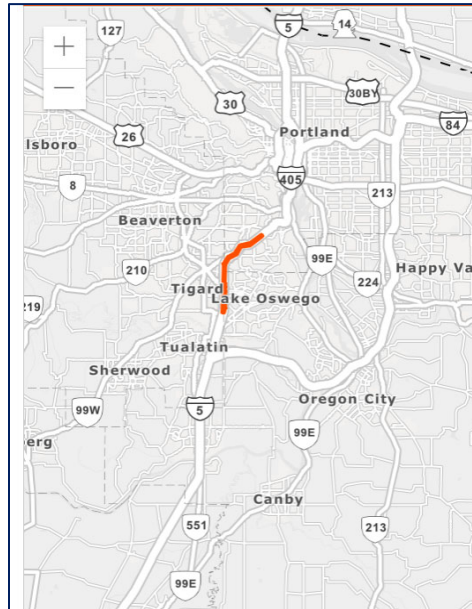 +
−
5
14
127
30
30BY
84
Portland
26
lsboro
405
8
213
Beaverton
99E
210
224
Happy Va
Tigard
Lake Oswego
219
Tualatin
Sherwood
Oregon City
99W
5
99E
berg
Canby
551
213
99E